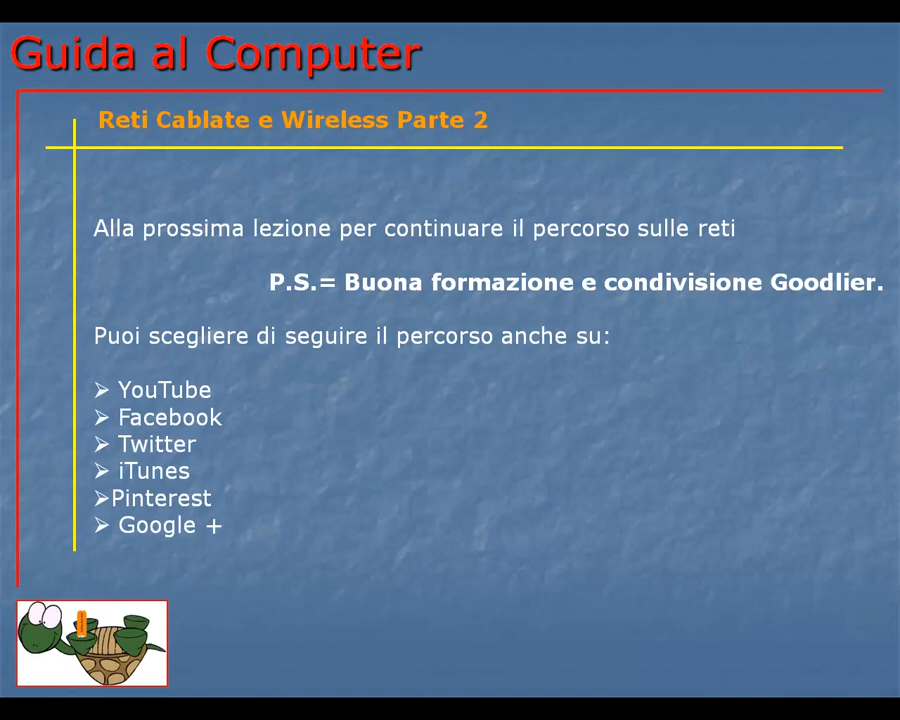 Guida al Computer
Reti Cablate e Wireless Parte 2
Alla prossima lezione per continuare il percorso sulle reti
P.S.= Buona formazione e condivisione Goodlier.
Puoi scegliere di seguire il percorso anche su:
➢ YouTube
➢ Facebook
➢ Twitter
➢ iTunes
➢Pinterest
➢ Google +